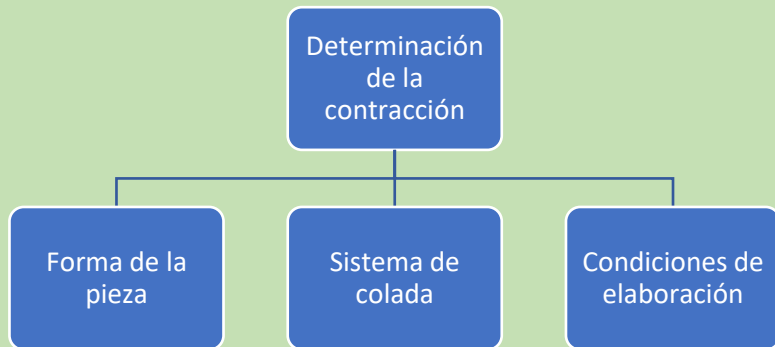 Determinación
de la
contracción
Forma de la
pieza
Sistema de
colada
Condiciones de
elaboración